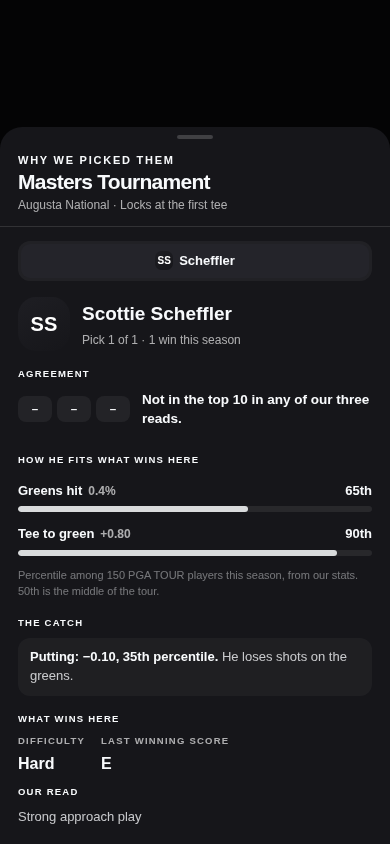 WHY WE PICKED THEM
Masters Tournament
Augusta National · Locks at the first tee
SS Scheffler
SS
Scottie Scheffler
Pick 1 of 1 · 1 win this season
AGREEMENT
– – –
Not in the top 10 in any of our three
reads.
HOW HE FITS WHAT WINS HERE
Greens hit 0.4% 65th
Tee to green +0.80 90th
Percentile among 150 PGA TOUR players this season, from our stats.
50th is the middle of the tour.
THE CATCH
Putting: −0.10, 35th percentile. He loses shots on the
greens.
WHAT WINS HERE
DIFFICULTY LAST WINNING SCORE
Hard E
OUR READ
Strong approach play